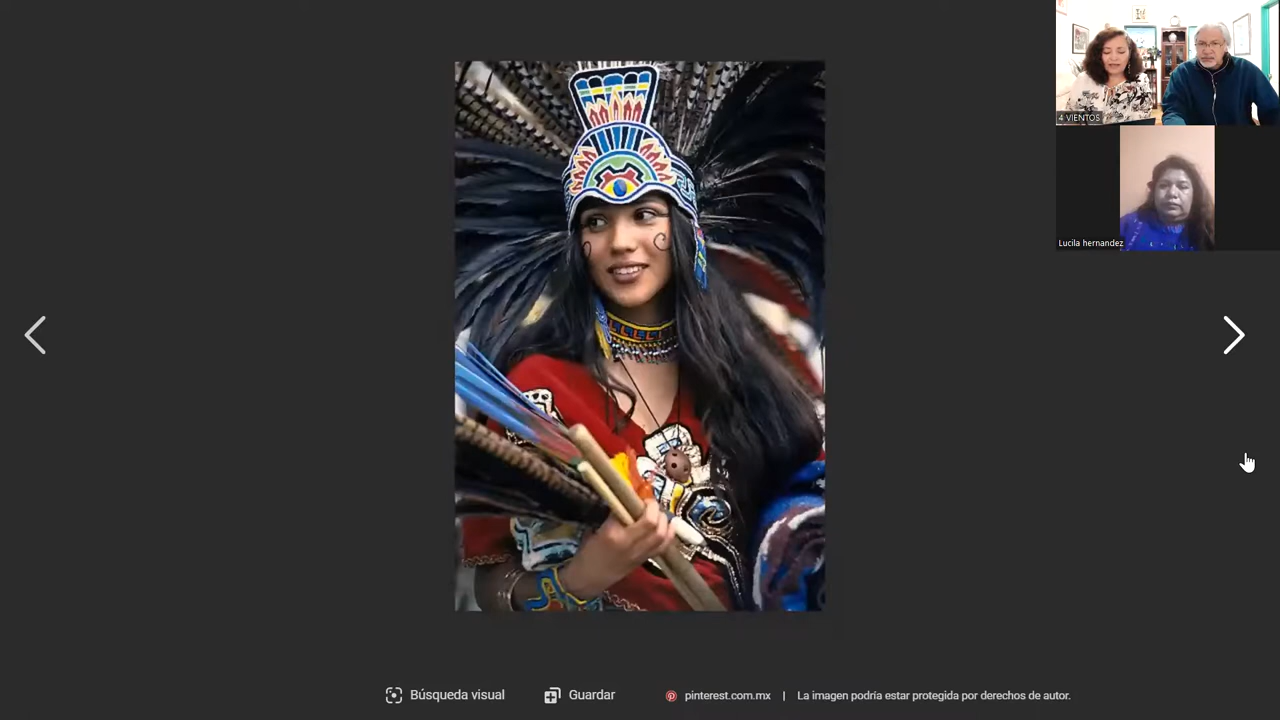 4 VIENTOS
Lucila hernandez
Búsqueda visual
Guardar
pinterest.com.mx | La imagen podría estar protegida por derechos de autor.